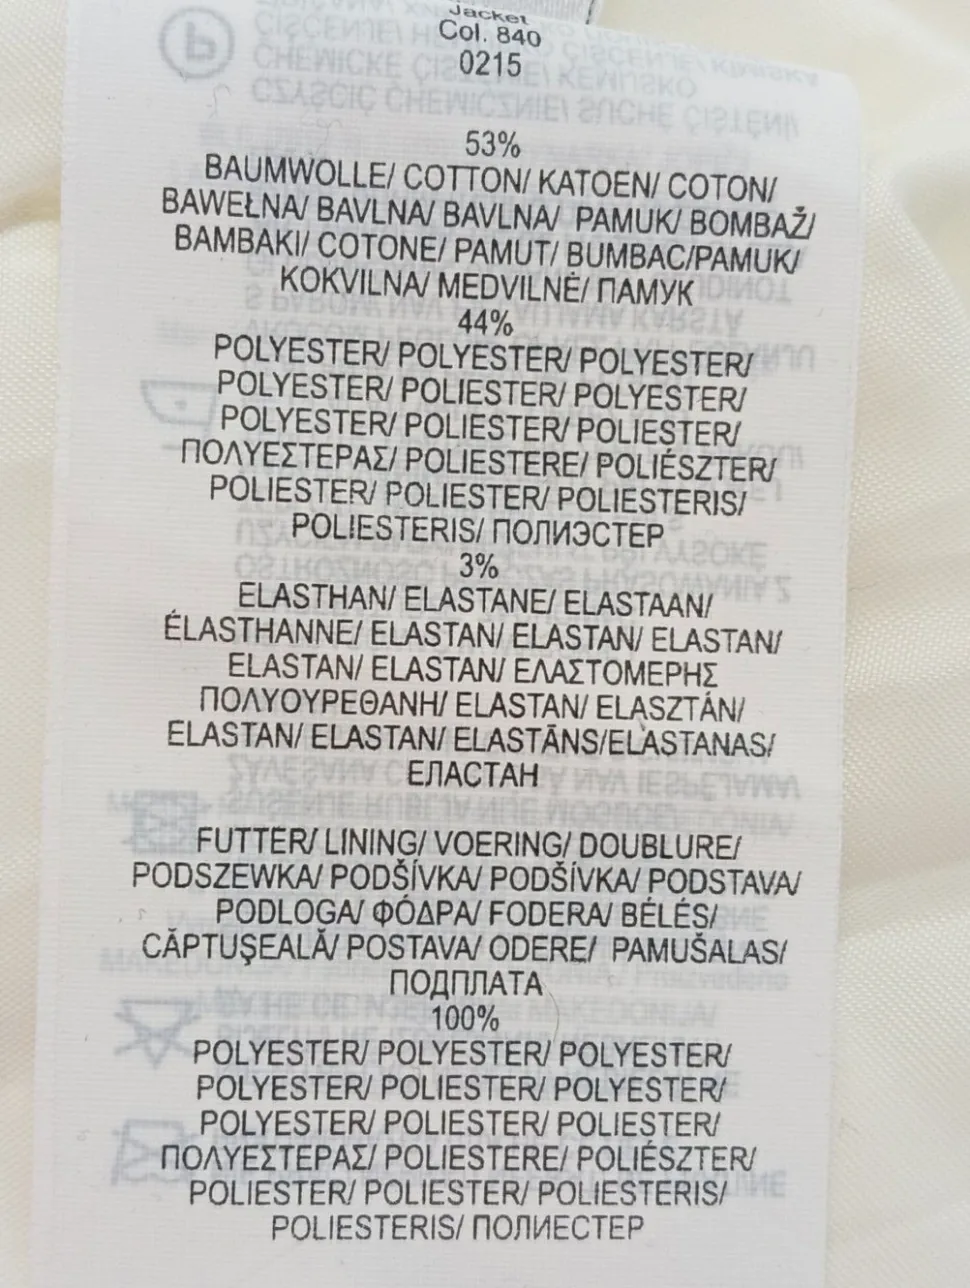 Jacket
Col. 840
0215
53%
BAUMWOLLE/ COTTON/ KATOEN/ COTON/
BAWEŁNA/ BAVLNA/ BAVLNA/ PAMUK/ BOMBAŽ/
BAMBAKI/ COTONE/ PAMUT/ BUMBAC/PAMUK/
KOKVILNA/ MEDVILNĖ/ ПАМУК
44%
POLYESTER/ POLYESTER/ POLYESTER/
POLYESTER/ POLIESTER/ POLYESTER/
POLYESTER/ POLIESTER/ POLIESTER/
ΠΟΛΥΕΣΤΕΡΑΣ/ POLIESTERE/ POLIÉSZTER/
POLIESTER/ POLIESTER/ POLIESTERIS/
POLIESTERIS/ ПОЛИЭСТЕР
3%
ELASTHAN/ ELASTANE/ ELASTAAN/
ÉLASTHANNE/ ELASTAN/ ELASTAN/ ELASTAN/
ELASTAN/ ELASTAN/ ΕΛΑΣΤΟΜΕΡΗΣ
ΠΟΛΥΟΥΡΕΘΑΝΗ/ ELASTAN/ ELASZTÁN/
ELASTAN/ ELASTAN/ ELASTĀNS/ELASTANAS/
ЕЛАСТАН
FUTTER/ LINING/ VOERING/ DOUBLURE/
PODSZEWKA/ PODŠÍVKA/ PODŠÍVKA/ PODSTAVA/
PODLOGA/ ΦΌΔΡΑ/ FODERA/ BÉLÉS/
CĂPTUŞEALĂ/ POSTAVA/ ODERE/ PAMUŠALAS/
ПОДПЛАТА
100%
POLYESTER/ POLYESTER/ POLYESTER/
POLYESTER/ POLIESTER/ POLYESTER/
POLYESTER/ POLIESTER/ POLIESTER/
ΠΟΛΥΕΣΤΕΡΑΣ/ POLIESTERE/ POLIÉSZTER/
POLIESTER/ POLIESTER/ POLIESTERIS/
POLIESTERIS/ ПОЛИЕСТЕР